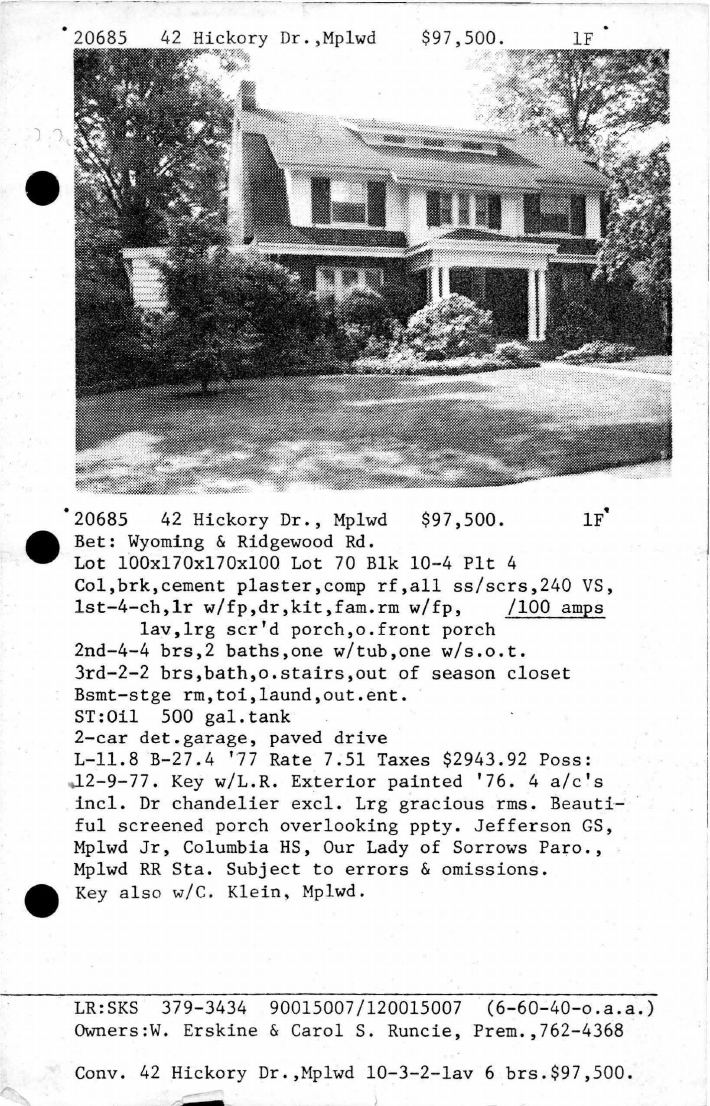 20685 42 Hickory Dr.,Mplwd $97,500. 1F
20685 42 Hickory Dr., Mplwd $97,500. 1F
Bet: Wyoming & Ridgewood Rd.
Lot 100x170x170x100 Lot 70 Blk 10-4 Plt 4
Col,brk,cement plaster,comp rf,all ss/scrs,240 VS,
1st-4-ch,lr w/fp,dr,kit,fam.rm w/fp, /100 amps
lav,lrg scr'd porch,o.front porch
2nd-4-4 brs,2 baths,one w/tub,one w/s.o.t.
3rd-2-2 brs,bath,o.stairs,out of season closet
Bsmt-stge rm,toi,laund,out.ent.
ST:Oil 500 gal.tank
2-car det.garage, paved drive
L-11.8 B-27.4 '77 Rate 7.51 Taxes $2943.92 Poss:
12-9-77. Key w/L.R. Exterior painted '76. 4 a/c's
incl. Dr chandelier excl. Lrg gracious rms. Beauti-
ful screened porch overlooking ppty. Jefferson GS,
Mplwd Jr, Columbia HS, Our Lady of Sorrows Paro.,
Mplwd RR Sta. Subject to errors & omissions.
Key also w/C. Klein, Mplwd.
LR:SKS 379-3434 90015007/120015007 (6-60-40-o.a.a.)
Owners:W. Erskine & Carol S. Runcie, Prem.,762-4368
Conv. 42 Hickory Dr.,Mplwd 10-3-2-lav 6 brs.$97,500.